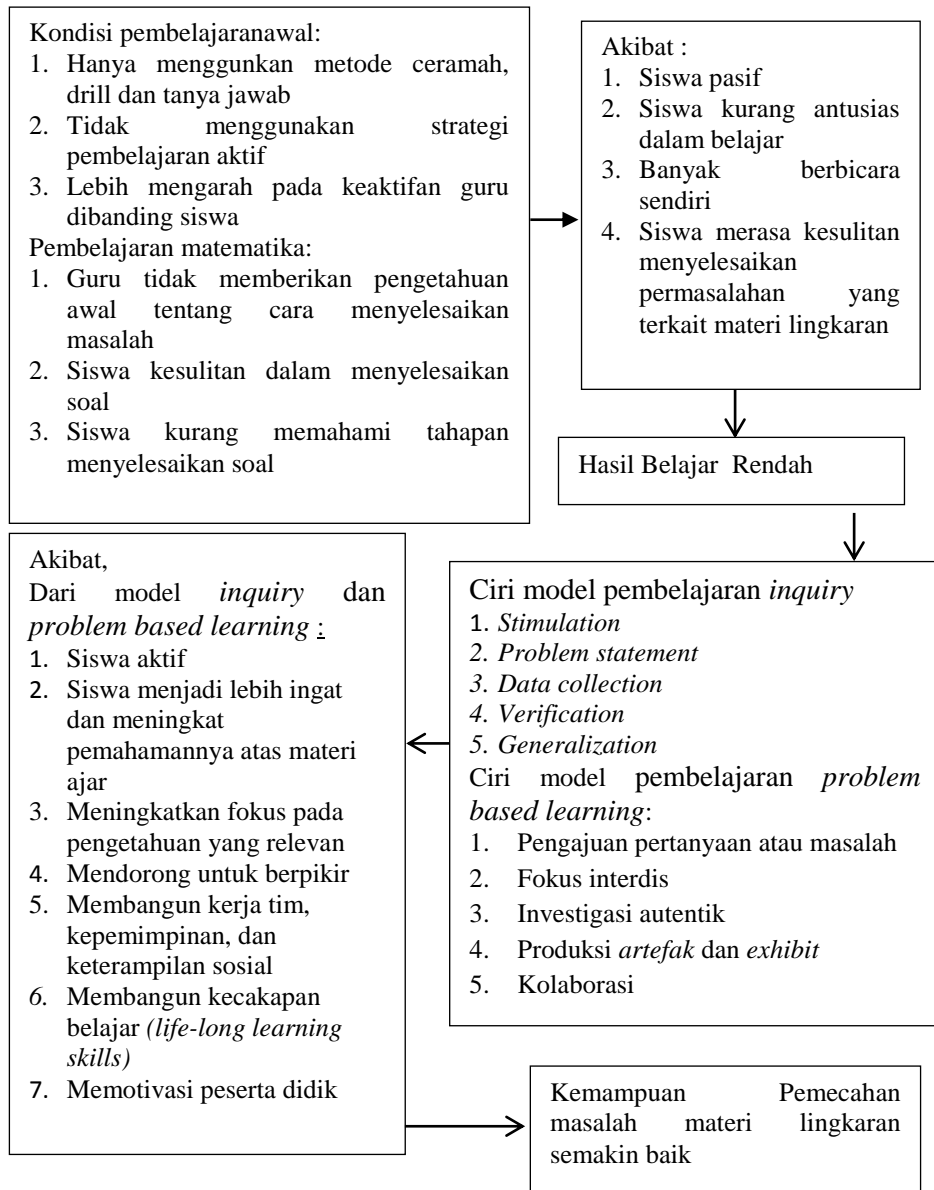 Kondisi pembelajaranawal:
1. Hanya menggunkan metode ceramah,
drill dan tanya jawab
2. Tidak menggunakan strategi
pembelajaran aktif
3. Lebih mengarah pada keaktifan guru
dibanding siswa
Pembelajaran matematika:
1. Guru tidak memberikan pengetahuan
awal tentang cara menyelesaikan
masalah
2. Siswa kesulitan dalam menyelesaikan
soal
3. Siswa kurang memahami tahapan
menyelesaikan soal
Akibat :
1. Siswa pasif
2. Siswa kurang antusias
dalam belajar
3. Banyak berbicara
sendiri
4. Siswa merasa kesulitan
menyelesaikan
permasalahan yang
terkait materi lingkaran
Hasil Belajar Rendah
Ciri model pembelajaran inquiry
1. Stimulation
2. Problem statement
3. Data collection
4. Verification
5. Generalization
Ciri model pembelajaran problem
based learning:
1. Pengajuan pertanyaan atau masalah
2. Fokus interdis
3. Investigasi autentik
4. Produksi artefak dan exhibit
5. Kolaborasi
Akibat,
Dari model inquiry dan
problem based learning :
1. Siswa aktif
2. Siswa menjadi lebih ingat
dan meningkat
pemahamannya atas materi
ajar
3. Meningkatkan fokus pada
pengetahuan yang relevan
4. Mendorong untuk berpikir
5. Membangun kerja tim,
kepemimpinan, dan
keterampilan sosial
6. Membangun kecakapan
belajar (life-long learning
skills)
7. Memotivasi peserta didik
Kemampuan Pemecahan
masalah materi lingkaran
semakin baik